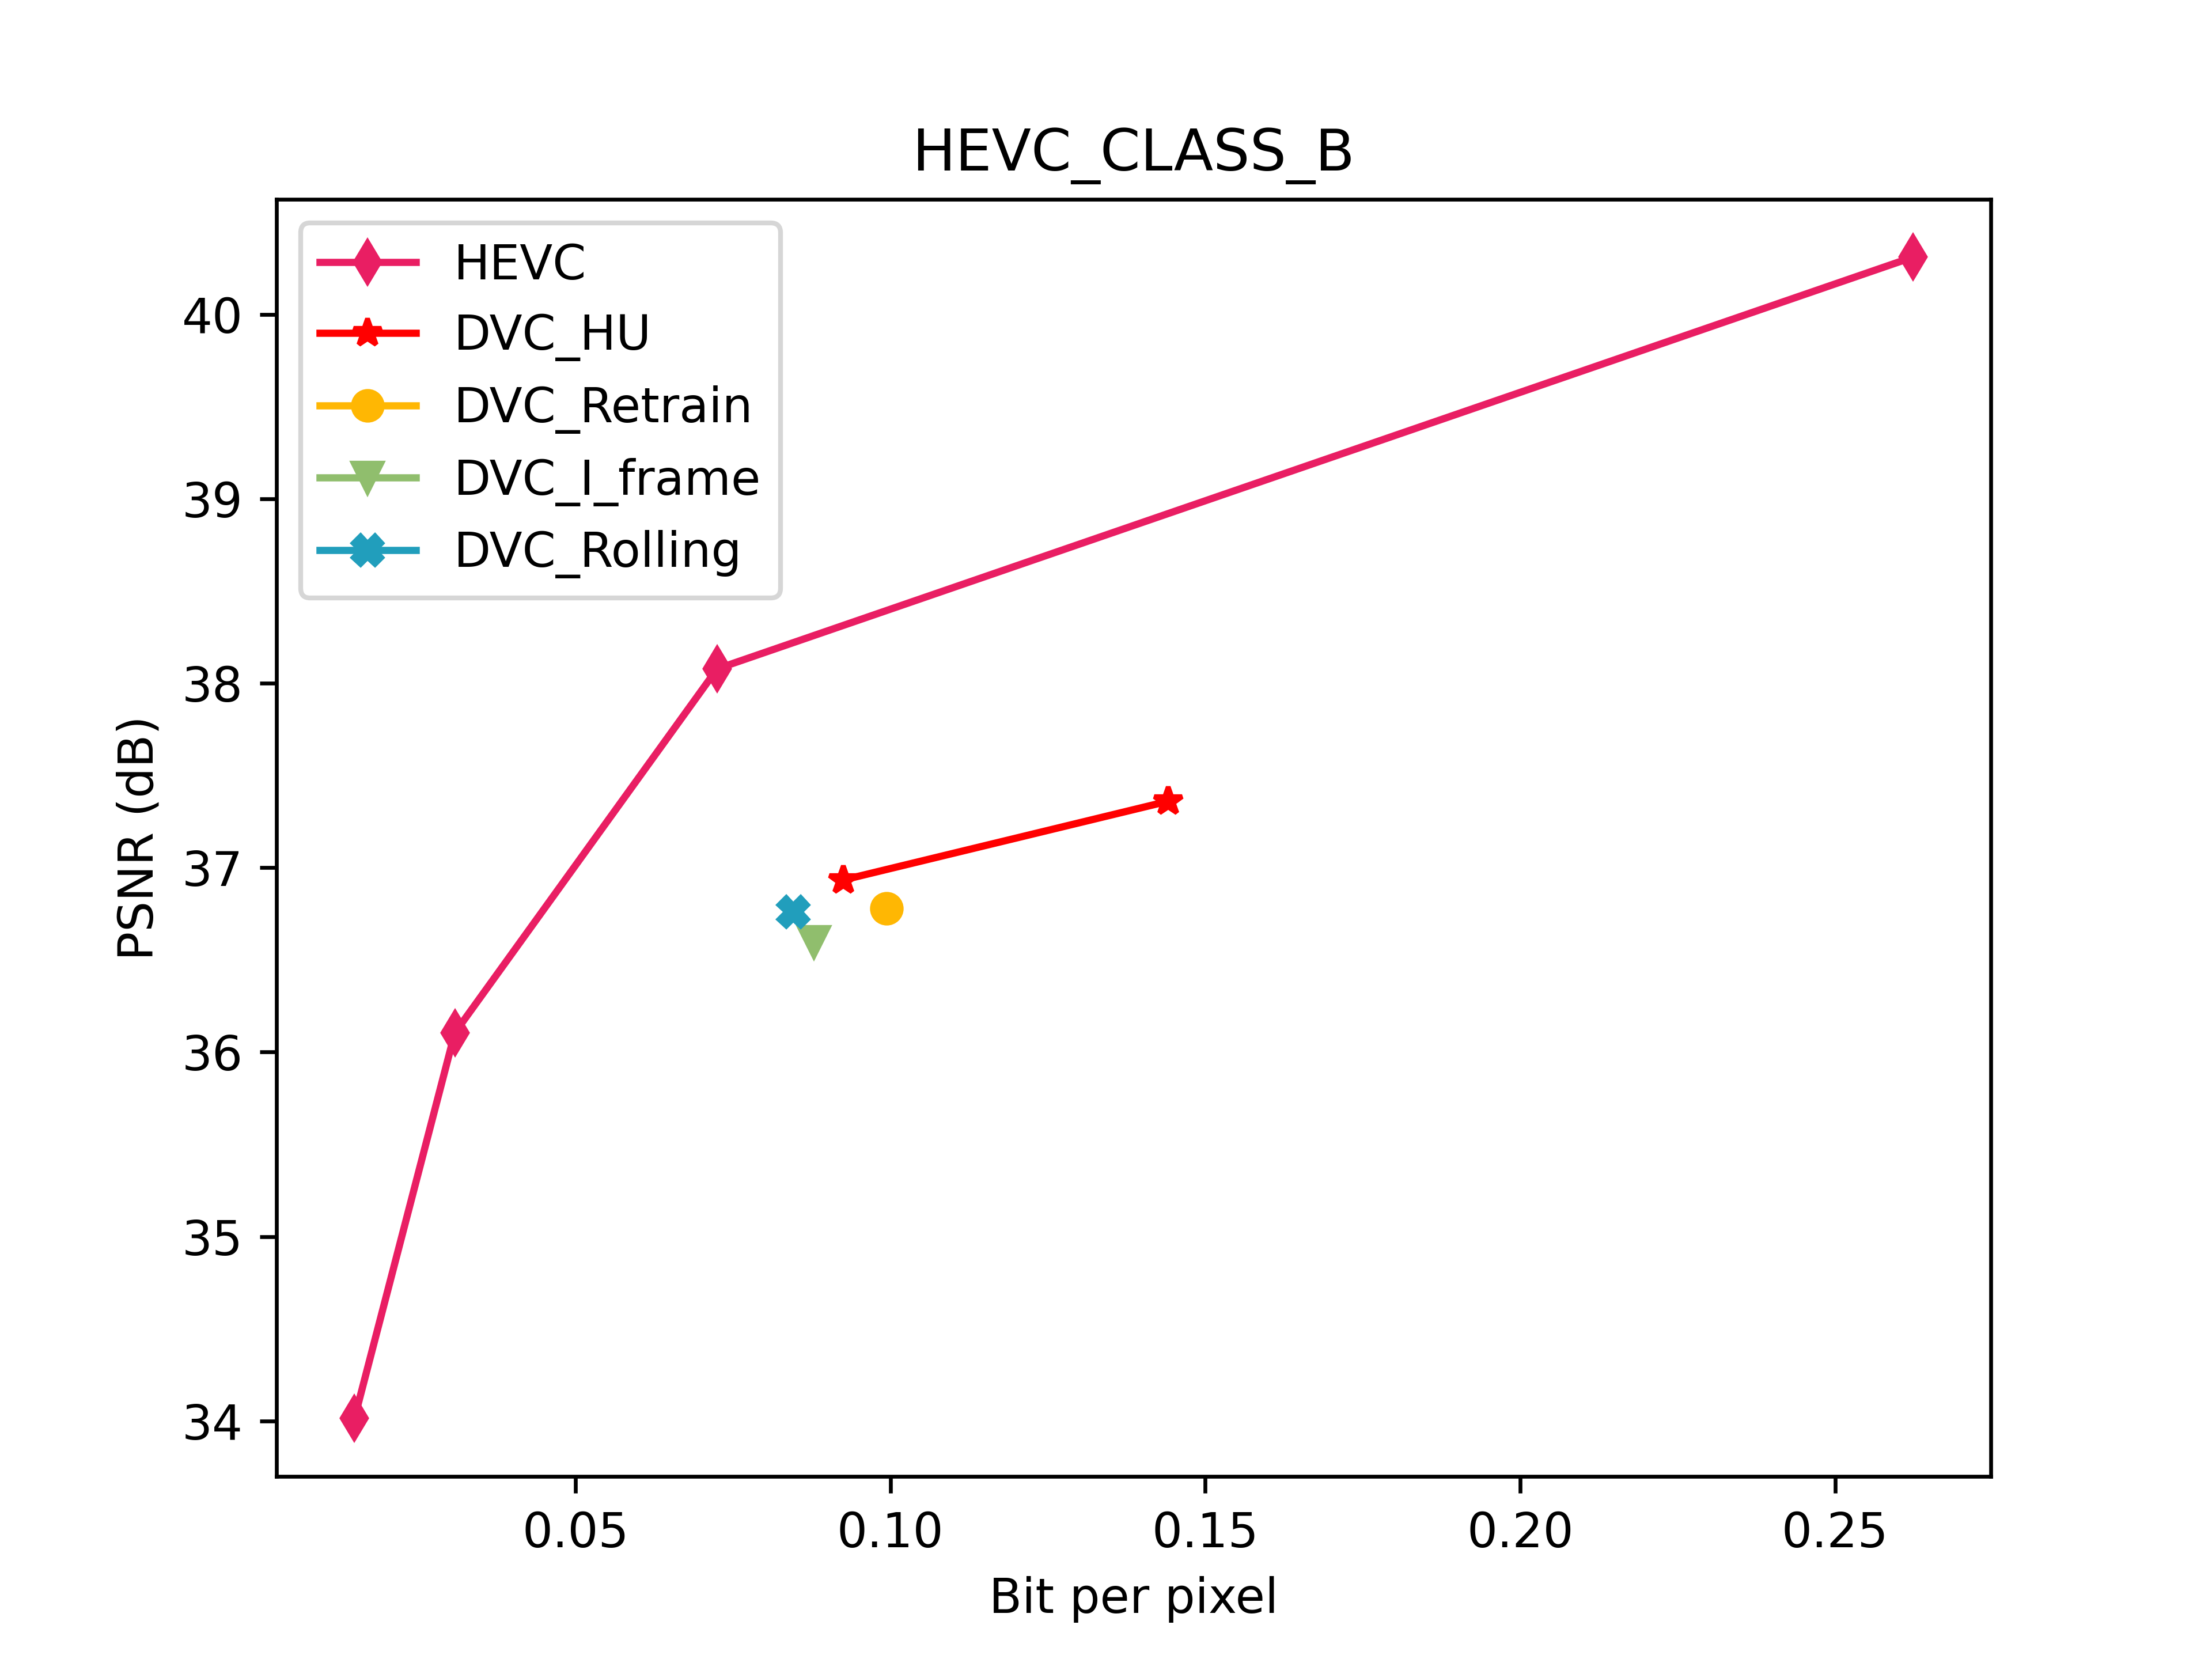 HEVC_CLASS_B
HEVC
DVC_HU
DVC_Retrain
DVC_I_frame
DVC_Rolling
40
39
38
37
36
35
34
PSNR (dB)
0.05 0.10 0.15 0.20 0.25
Bit per pixel